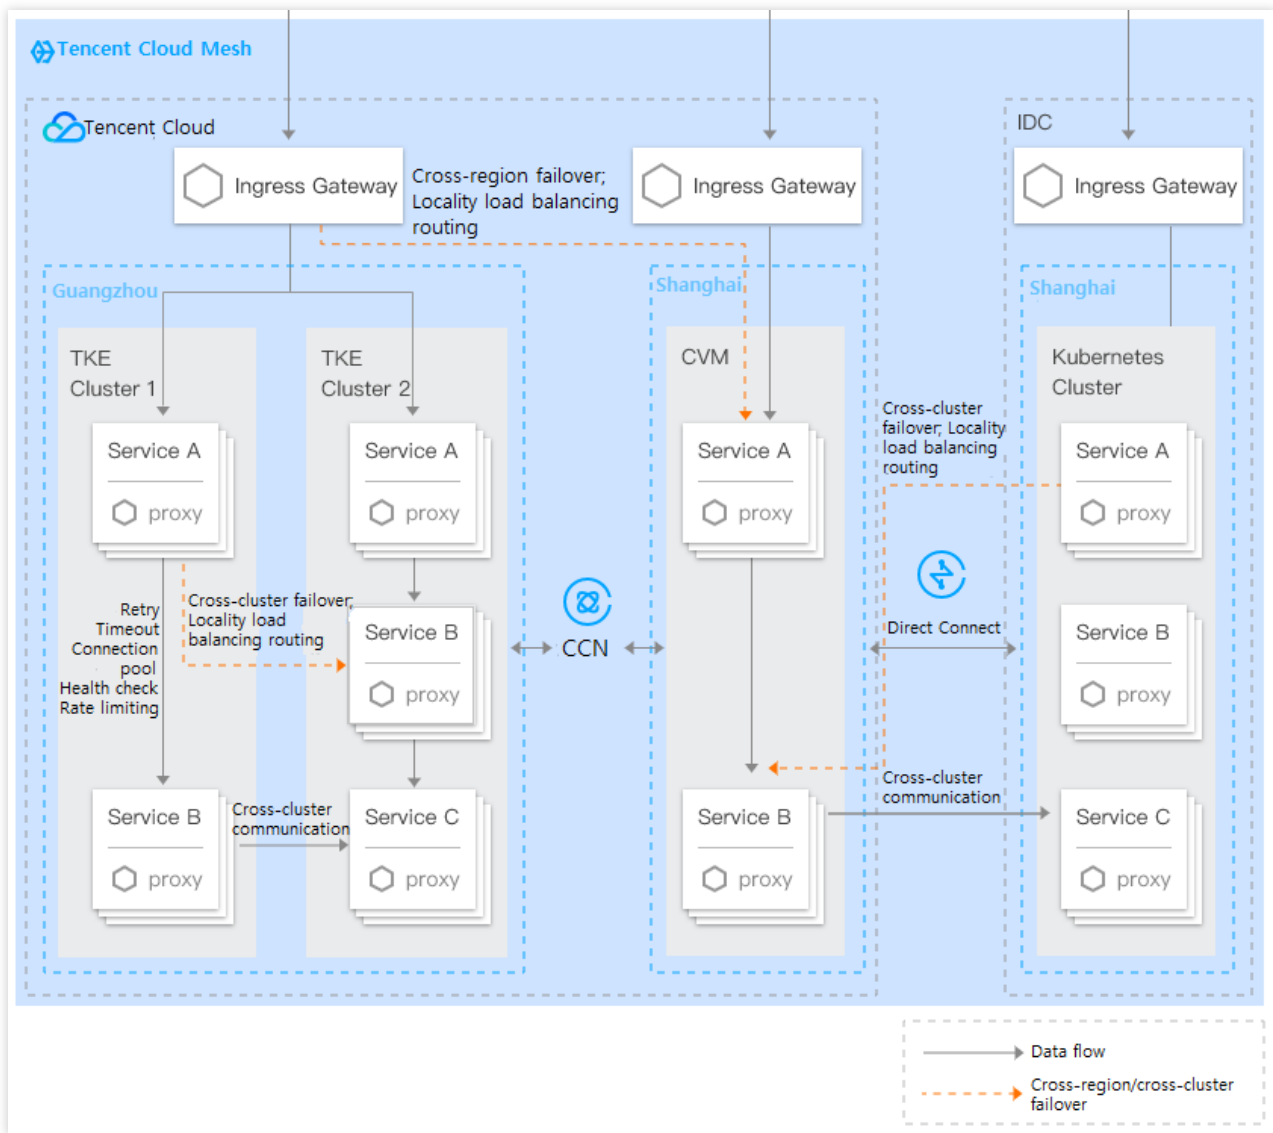 Tencent Cloud Mesh
Tencent Cloud
IDC
Ingress Gateway
Cross-region failover;
Locality load balancing
routing
Ingress Gateway
Ingress Gateway
Guangzhou
Shanghai
Shanghai
TKE
Cluster 1
TKE
Cluster 2
CVM
Kubernetes
Cluster
Cross-cluster
failover; Locality
load balancing
routing
Service A
proxy
Service A
proxy
Service A
proxy
Service A
proxy
Retry
Timeout
Connection
pool
Health check
Rate limiting
Cross-cluster failover;
Locality load
balancing routing
Service B
proxy
CCN
Direct Connect
Service B
proxy
Service B
proxy
Cross-cluster
communication
Service C
proxy
Service B
proxy
Cross-cluster
communication
Service C
proxy
Data flow
Cross-region/cross-cluster
failover